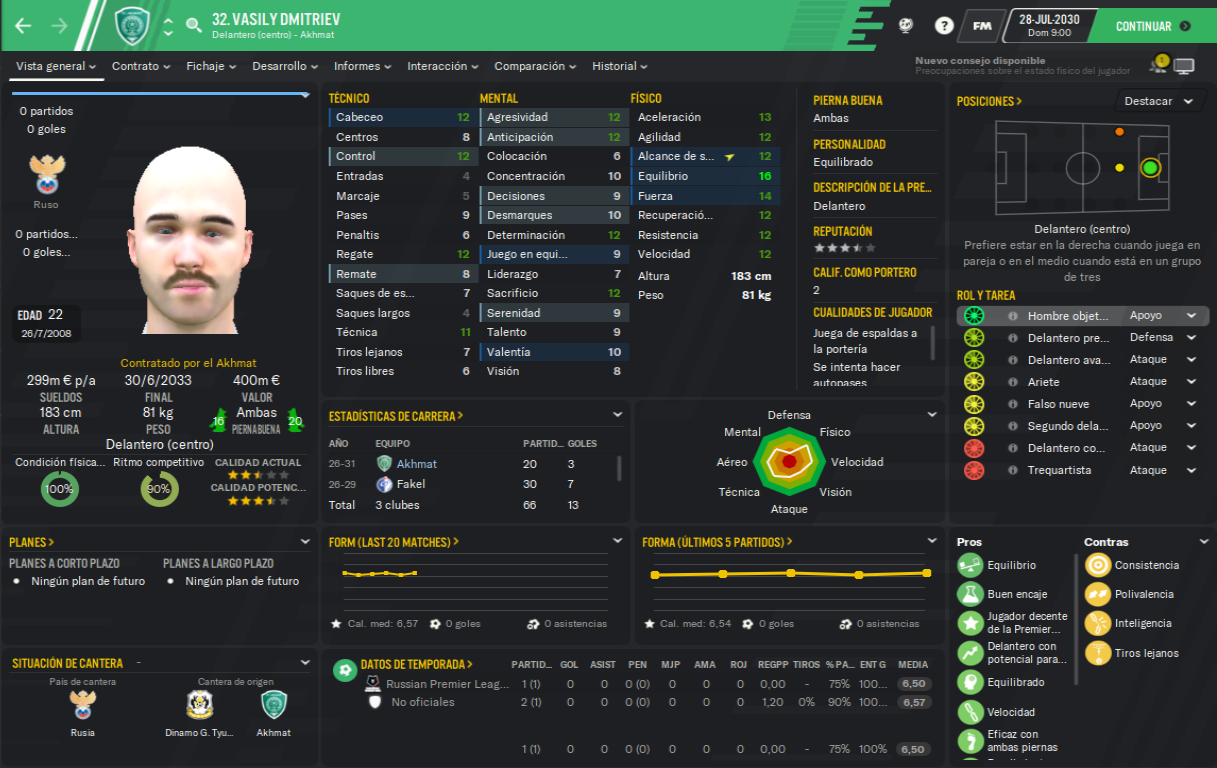 32. VASILY DMITRIEV
Delantero (centro) - Akhmat
?
FM
28-JUL-2030
Dom 9:00
CONTINUAR
Vista general
Contrato
Fichaje
Desarrollo
Informes
Interacción
Comparación
Historial
Nuevo consejo disponible
Preocupaciones sobre el estado físico del jugador
1
0 partidos
0 goles
Ruso
0 partidos...
0 goles...
EDAD 22
26/7/2008
Contratado por el Akhmat
299m € p/a
SUELDOS
30/6/2033
FINAL
400m €
VALOR
183 cm
ALTURA
81 kg
PESO
16
Ambas
PIERNA BUENA
20
Delantero (centro)
Condición física...
100%
Ritmo competitivo
90%
CALIDAD ACTUAL
CALIDAD POTENC...
TÉCNICO
Cabeceo 12
Centros 8
Control 12
Entradas 4
Marcaje 5
Pases 9
Penaltis 6
Regate 12
Remate 8
Saques de es... 7
Saques largos 4
Técnica 11
Tiros lejanos 7
Tiros libres 6
MENTAL
Agresividad 12
Anticipación 12
Colocación 6
Concentración 10
Decisiones 9
Desmarques 10
Determinación 12
Juego en equi... 9
Liderazgo 7
Sacrificio 12
Serenidad 9
Talento 9
Valentía 10
Visión 8
FÍSICO
Aceleración 13
Agilidad 12
Alcance de s... 12
Equilibrio 16
Fuerza 14
Recuperació... 12
Resistencia 12
Velocidad 12
Altura 183 cm
Peso 81 kg
PIERNA BUENA
Ambas
PERSONALIDAD
Equilibrado
DESCRIPCIÓN DE LA PRE...
Delantero
REPUTACIÓN
CALIF. COMO PORTERO
2
CUALIDADES DE JUGADOR
Juega de espaldas a
la portería
Se intenta hacer
autopases
POSICIONES >
Destacar
Delantero (centro)
Prefiere estar en la derecha cuando juega en
pareja o en el medio cuando está en un grupo
de tres
ROL Y TAREA
Hombre objet... Apoyo
Delantero pre... Defensa
Delantero ava... Ataque
Ariete Ataque
Falso nueve Apoyo
Segundo dela... Apoyo
Delantero co... Ataque
Trequartista Ataque
ESTADÍSTICAS DE CARRERA >
AÑO EQUIPO PARTID... GOLES
26-31 Akhmat 20 3
26-29 Fakel 30 7
Total 3 clubes 66 13
Defensa
Mental Físico
Aéreo Velocidad
Técnica Visión
Ataque
PLANES >
PLANES A CORTO PLAZO
Ningún plan de futuro
PLANES A LARGO PLAZO
Ningún plan de futuro
FORM (LAST 20 MATCHES) >
Cal. med: 6,57 0 goles 0 asistencias
FORMA (ÚLTIMOS 5 PARTIDOS) >
Cal. med: 6,54 0 goles 0 asistencias
Pros
Equilibrio
Buen encaje
Jugador decente
de la Premier...
Delantero con
potencial para...
Equilibrado
Velocidad
Eficaz con
ambas piernas
Contras
Consistencia
Polivalencia
Inteligencia
Tiros lejanos
SITUACIÓN DE CANTERA -
País de cantera
Rusia
Cantera de origen
Dinamo G. Tyu...
Akhmat
DATOS DE TEMPORADA > PARTID... GOL ASIST PEN MJP AMA ROJ REGPP TIROS % PA... ENT G MEDIA
Russian Premier Leag... 1 (1) 0 0 0 (0) 0 0 0 0,00 - 75% 100... 6,50
No oficiales 2 (1) 0 0 0 (0) 0 0 0 1,20 0% 90% 100... 6,57
1 (1) 0 0 0 (0) 0 0 0 0,00 - 75% 100% 6,50